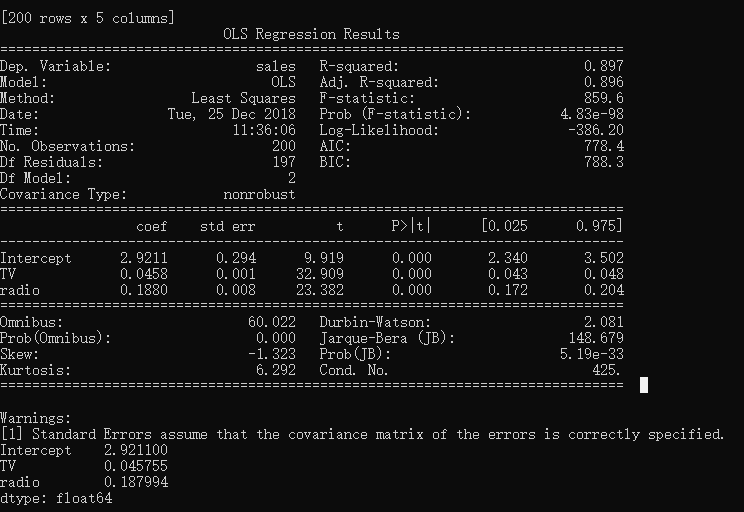 [200 rows x 5 columns]
                            OLS Regression Results
==============================================================================
Dep. Variable:                  sales   R-squared:                       0.897
Model:                            OLS   Adj. R-squared:                  0.896
Method:                 Least Squares   F-statistic:                     859.6
Date:                Tue, 25 Dec 2018   Prob (F-statistic):           4.83e-98
Time:                        11:36:06   Log-Likelihood:                -386.20
No. Observations:                 200   AIC:                             778.4
Df Residuals:                     197   BIC:                             788.3
Df Model:                           2
Covariance Type:            nonrobust
==============================================================================
                 coef    std err          t      P>|t|      [0.025      0.975]
------------------------------------------------------------------------------
Intercept      2.9211      0.294      9.919      0.000       2.340       3.502
TV             0.0458      0.001     32.909      0.000       0.043       0.048
radio          0.1880      0.008     23.382      0.000       0.172       0.204
==============================================================================
Omnibus:                       60.022   Durbin-Watson:                   2.081
Prob(Omnibus):                  0.000   Jarque-Bera (JB):              148.679
Skew:                          -1.323   Prob(JB):                     5.19e-33
Kurtosis:                       6.292   Cond. No.                         425.
==============================================================================
Warnings:
[1] Standard Errors assume that the covariance matrix of the errors is correctly specified.
Intercept    2.921100
TV           0.045755
radio        0.187994
dtype: float64